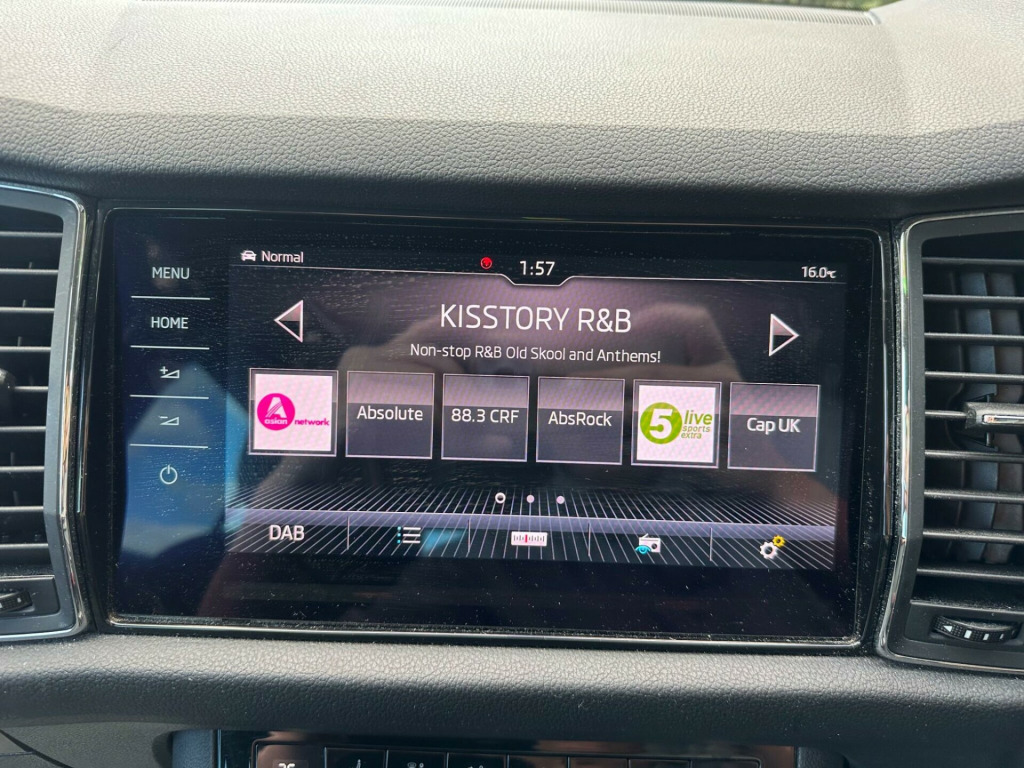 Normal
1:57
16.0°C
MENU
HOME
KISSTORY R&B
Non-stop R&B Old Skool and Anthems!
A
asian network
Absolute
88.3 CRF
AbsRock
5 live
sports
extra
Cap UK
DAB